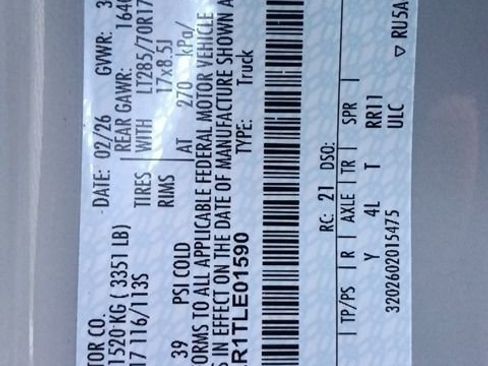 TOR CO. DATE: 02/26 GVWR: 3
1520 KG ( 3351 LB) REAR GAWR: 1640
17 116/113S TIRES WITH LT285/70R17
RIMS 17x8.5J
39 PSI COLD AT 270 kPa/
FORMS TO ALL APPLICABLE FEDERAL MOTOR VEHICLE
IN EFFECT ON THE DATE OF MANUFACTURE SHOWN A
R1TLE01590 TYPE: Truck
RC: 21 DSO:
TP/PS R AXLE TR SPR
Y 4L T RR11
ULC
3202602015475 ▽ RU5A